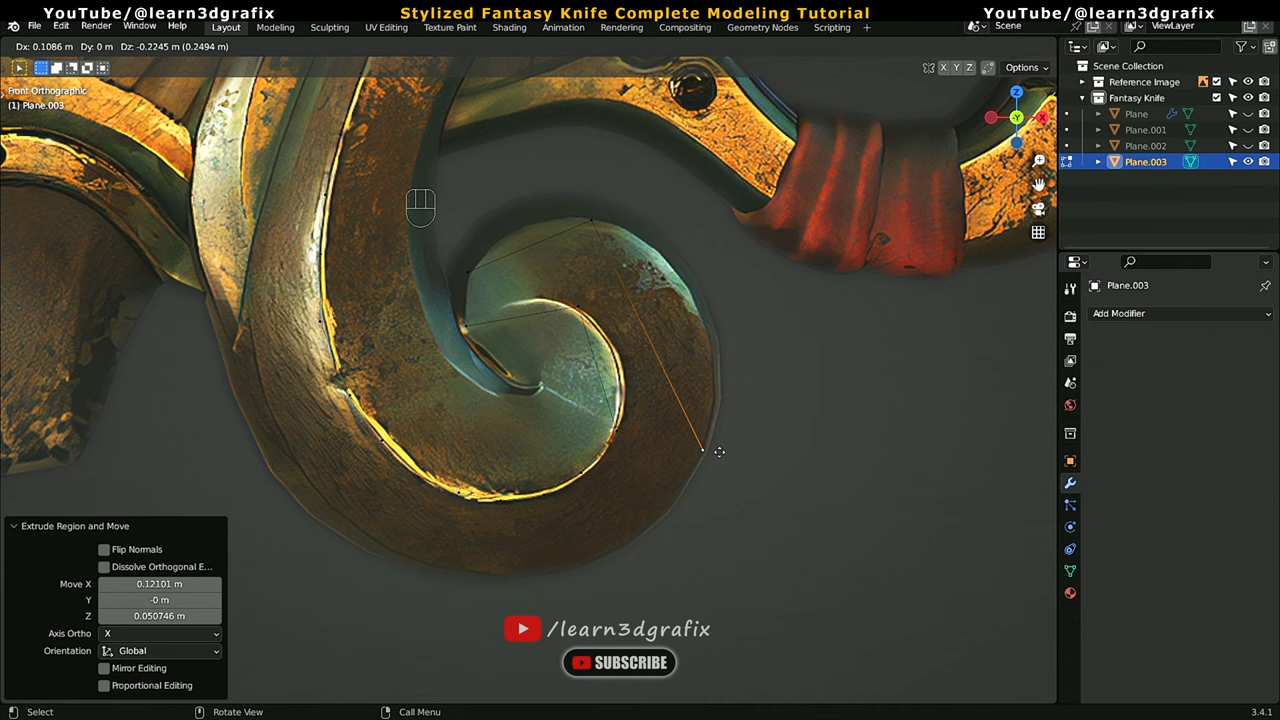 YouTube/@learn3dgrafix
Stylized Fantasy Knife Complete Modeling Tutorial
YouTube/@learn3dgrafix
File Edit Render Window Help Layout Modeling Sculpting UV Editing Texture Paint Shading Animation Rendering Compositing Geometry Nodes Scripting + Scene ViewLayer
Dx: 0.1086 m Dy: 0 m Dz: -0.2245 m (0.2494 m)
X Y Z Options
Front Orthographic
(1) Plane.003
Z
-Y
X
Scene Collection
Reference Image
Fantasy Knife
Plane
Plane.001
Plane.002
Plane.003
Plane.003
Add Modifier
Extrude Region and Move
Flip Normals
Dissolve Orthogonal E...
Move X 0.12101 m
Y -0 m
Z 0.050746 m
Axis Ortho X
Orientation Global
Mirror Editing
Proportional Editing
/learn3dgrafix
SUBSCRIBE
Select Rotate View Call Menu 3.4.1